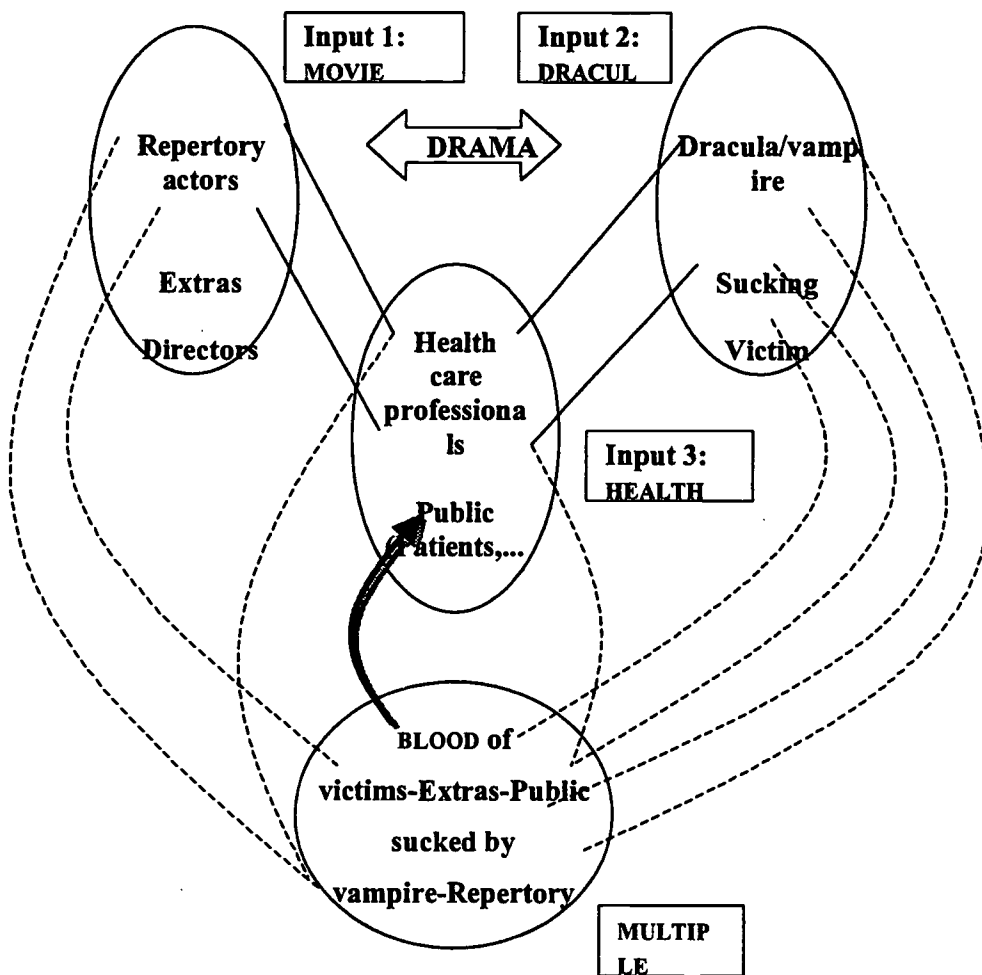 Input 1:
MOVIE
Input 2:
DRACUL
DRAMA
Repertory
actors
Extras
Directors
Dracula/vamp
ire
Sucking
Victim
Health
care
professiona
ls
Public
(Patients,...
Input 3:
HEALTH
BLOOD of
victims-Extras-Public
sucked by
vampire-Repertory
MULTIP
LE